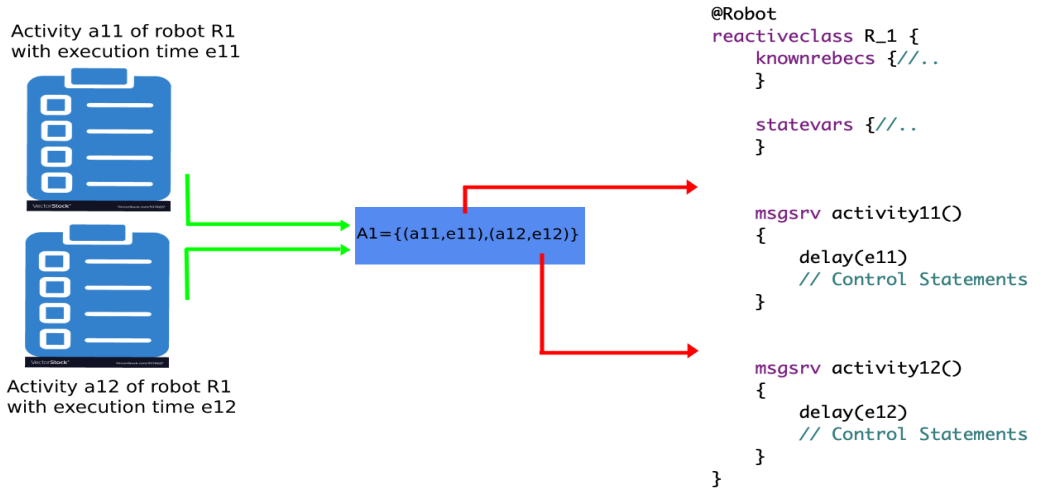 Activity a11 of robot R1
with execution time e11
VectorStock®
A1={(a11,e11),(a12,e12)}
VectorStock®
Activity a12 of robot R1
with execution time e12
@Robot
reactiveclass R_1 {
knownrebecs {//..
}
statevars {//..
}
msgsrv activity11()
{
delay(e11)
// Control Statements
}
msgsrv activity12()
{
delay(e12)
// Control Statements
}
}